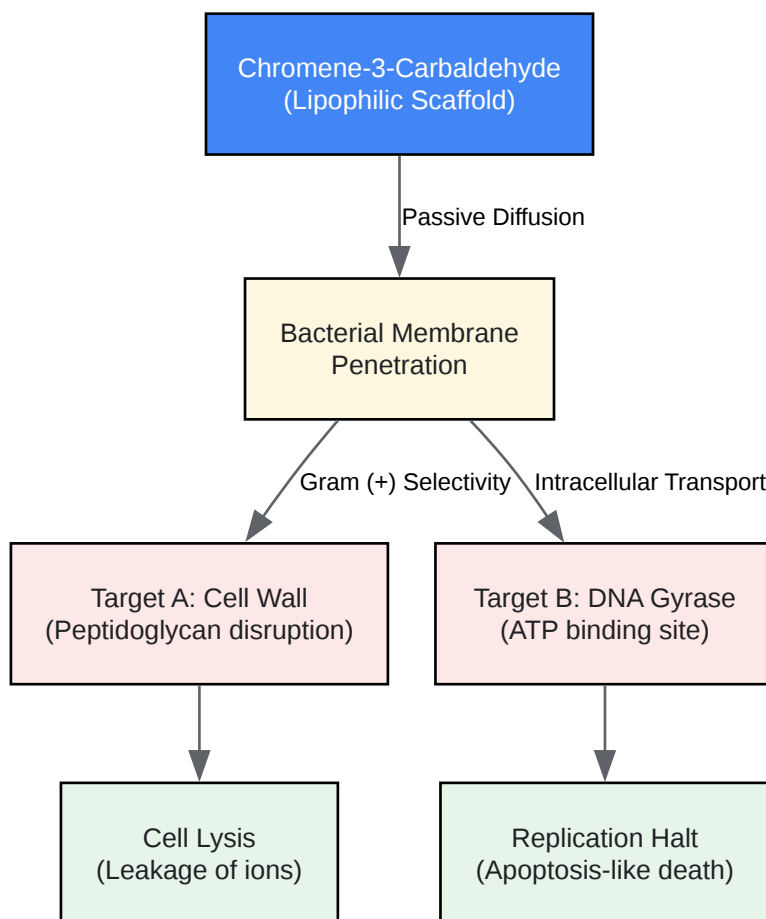 Chromene-3-Carbaldehyde
(Lipophilic Scaffold)
Passive Diffusion
Bacterial Membrane
Penetration
Gram (+) Selectivity
Intracellular Transport
Target A: Cell Wall
(Peptidoglycan disruption)
Target B: DNA Gyrase
(ATP binding site)
Cell Lysis
(Leakage of ions)
Replication Halt
(Apoptosis-like death)